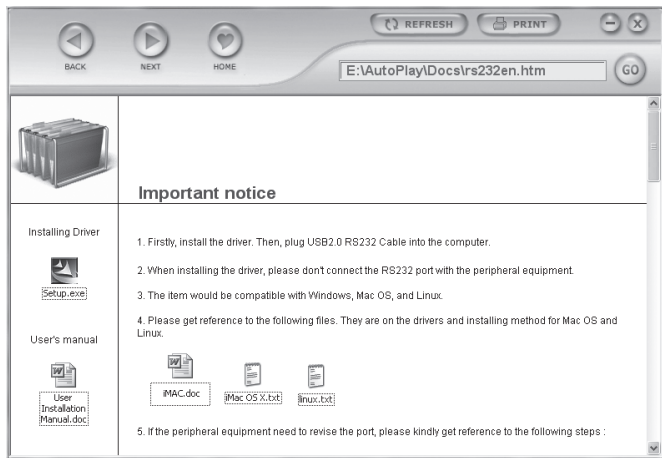 REFRESH
PRINT
BACK
NEXT
HOME
E:\AutoPlay\Docs\rs232en.htm
GO
Important notice
Installing Driver
Setup.exe
User's manual
User
Installation
Manual.doc
1. Firstly, install the driver. Then, plug USB2.0 RS232 Cable into the computer.
2. When installing the driver, please don't connect the RS232 port with the peripheral equipment.
3. The item would be compatible with Windows, Mac OS, and Linux.
4. Please get reference to the following files. They are on the drivers and installing method for Mac OS and
Linux.
iMAC.doc
iMac OS X.txt
linux.txt
5. If the peripheral equipment need to revise the port, please kindly get reference to the following steps :